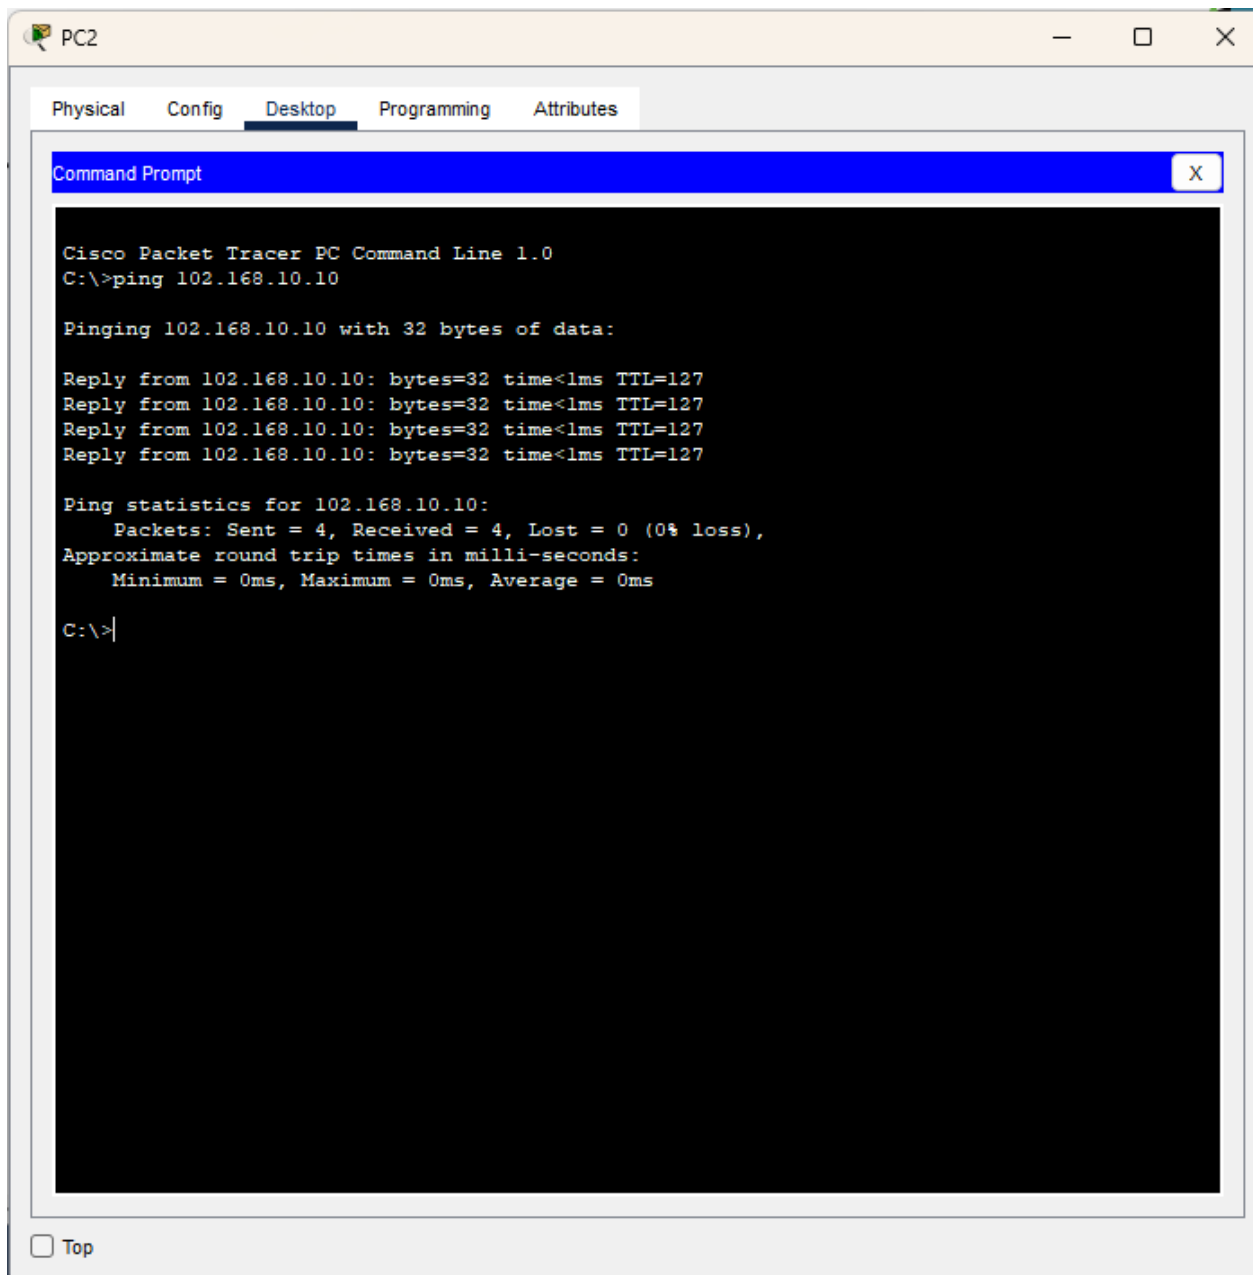 PC2
Physical Config Desktop Programming Attributes
Command Prompt X
Cisco Packet Tracer PC Command Line 1.0
C:\>ping 102.168.10.10
Pinging 102.168.10.10 with 32 bytes of data:
Reply from 102.168.10.10: bytes=32 time<1ms TTL=127
Reply from 102.168.10.10: bytes=32 time<1ms TTL=127
Reply from 102.168.10.10: bytes=32 time<1ms TTL=127
Reply from 102.168.10.10: bytes=32 time<1ms TTL=127
Ping statistics for 102.168.10.10:
    Packets: Sent = 4, Received = 4, Lost = 0 (0% loss),
Approximate round trip times in milli-seconds:
    Minimum = 0ms, Maximum = 0ms, Average = 0ms
C:\>
Top